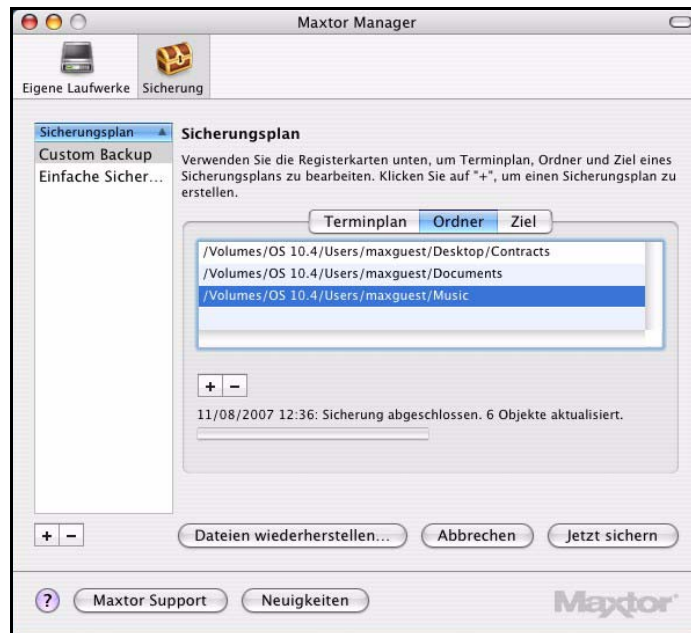 Maxtor Manager
Eigene Laufwerke
Sicherung
Sicherungsplan
Custom Backup
Einfache Sicher...
Sicherungsplan
Verwenden Sie die Registerkarten unten, um Terminplan, Ordner und Ziel eines
Sicherungsplans zu bearbeiten. Klicken Sie auf "+", um einen Sicherungsplan zu
erstellen.
Terminplan
Ordner
Ziel
/Volumes/OS 10.4/Users/maxguest/Desktop/Contracts
/Volumes/OS 10.4/Users/maxguest/Documents
/Volumes/OS 10.4/Users/maxguest/Music
+ −
11/08/2007 12:36: Sicherung abgeschlossen. 6 Objekte aktualisiert.
+ −
Dateien wiederherstellen...
Abbrechen
Jetzt sichern
?
Maxtor Support
Neuigkeiten
Maxtor